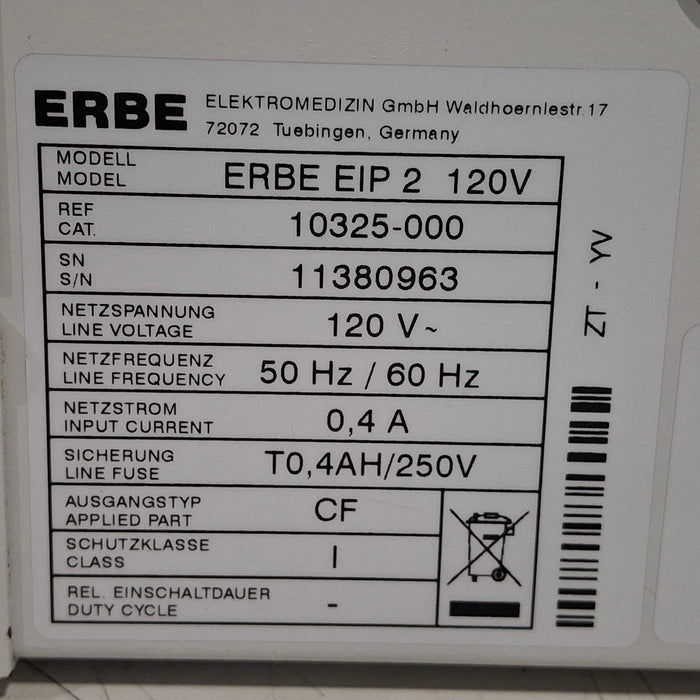 ERBE ELEKTROMEDIZIN GmbH Waldhoernlestr.17
72072 Tuebingen, Germany
MODELL
MODEL
ERBE EIP 2 120V
REF
CAT.
10325-000
SN
S/N
11380963
NETZSPANNUNG
LINE VOLTAGE
120 V~
NETZFREQUENZ
LINE FREQUENCY
50 Hz / 60 Hz
NETZSTROM
INPUT CURRENT
0,4 A
SICHERUNG
LINE FUSE
T0,4AH/250V
AUSGANGSTYP
APPLIED PART
CF
SCHUTZKLASSE
CLASS
I
REL. EINSCHALTDAUER
DUTY CYCLE
-
ZT - YV